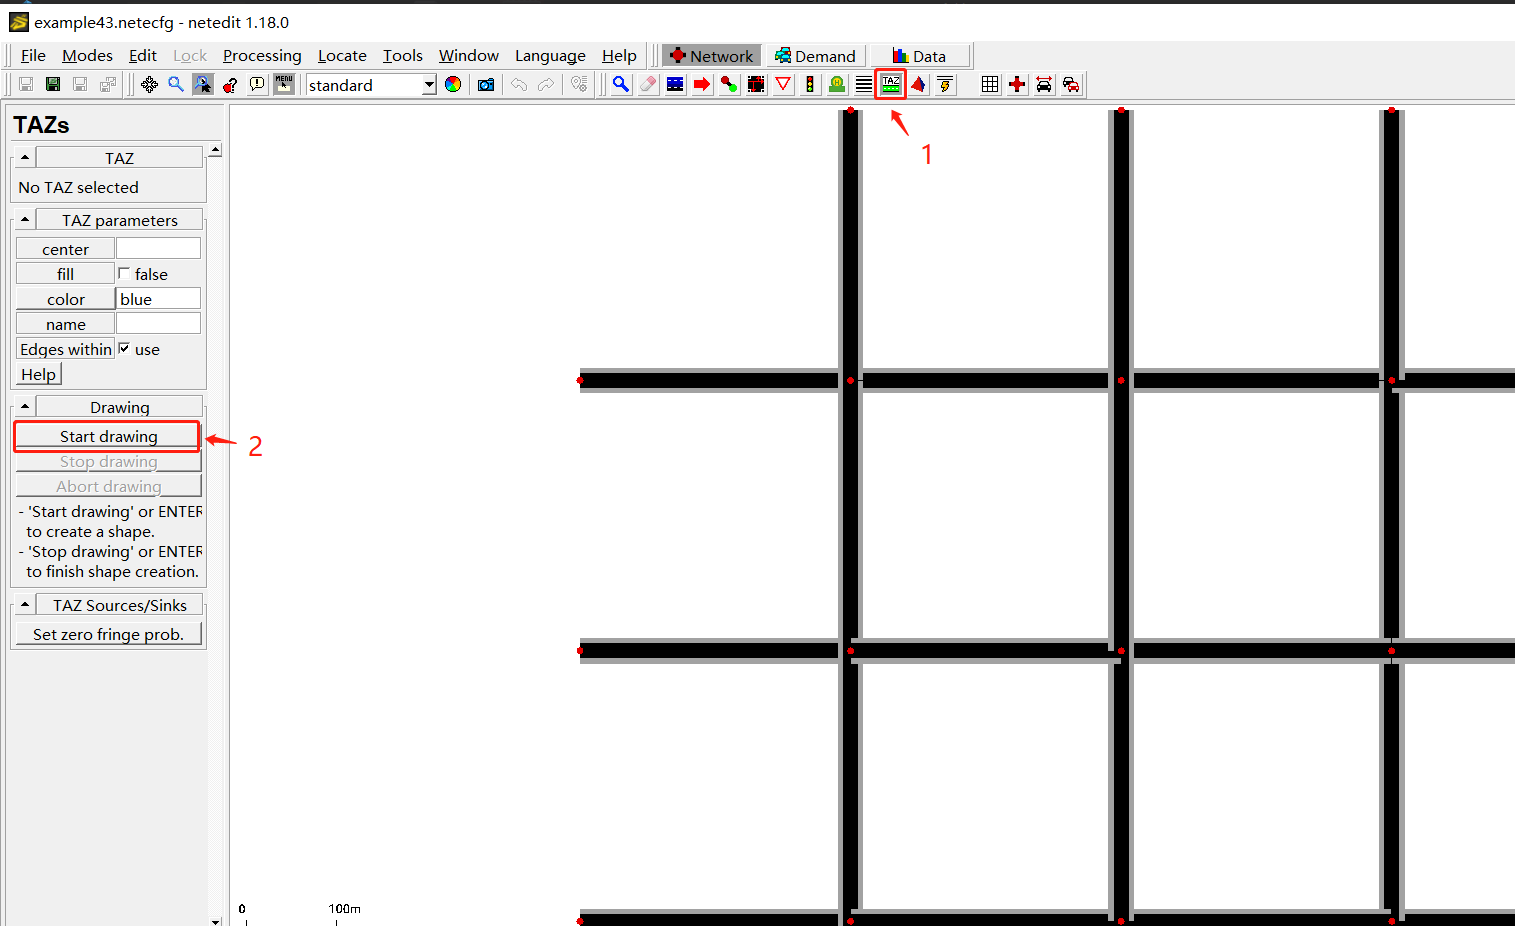 example43.netecfg - netedit 1.18.0
File Modes Edit Lock Processing Locate Tools Window Language Help Network Demand Data
MENU standard TAZ
1
TAZs
TAZ
No TAZ selected
TAZ parameters
center
fill false
color blue
name
Edges within use
Help
Drawing
Start drawing
2
Stop drawing
Abort drawing
- 'Start drawing' or ENTER
to create a shape.
- 'Stop drawing' or ENTER
to finish shape creation.
TAZ Sources/Sinks
Set zero fringe prob.
0 100m